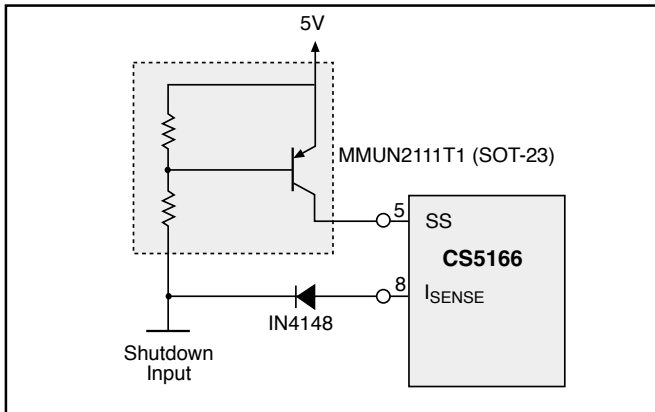 5V
MMUN2111T1 (SOT-23)
5
SS
CS5166
8
ISENSE
IN4148
Shutdown
Input